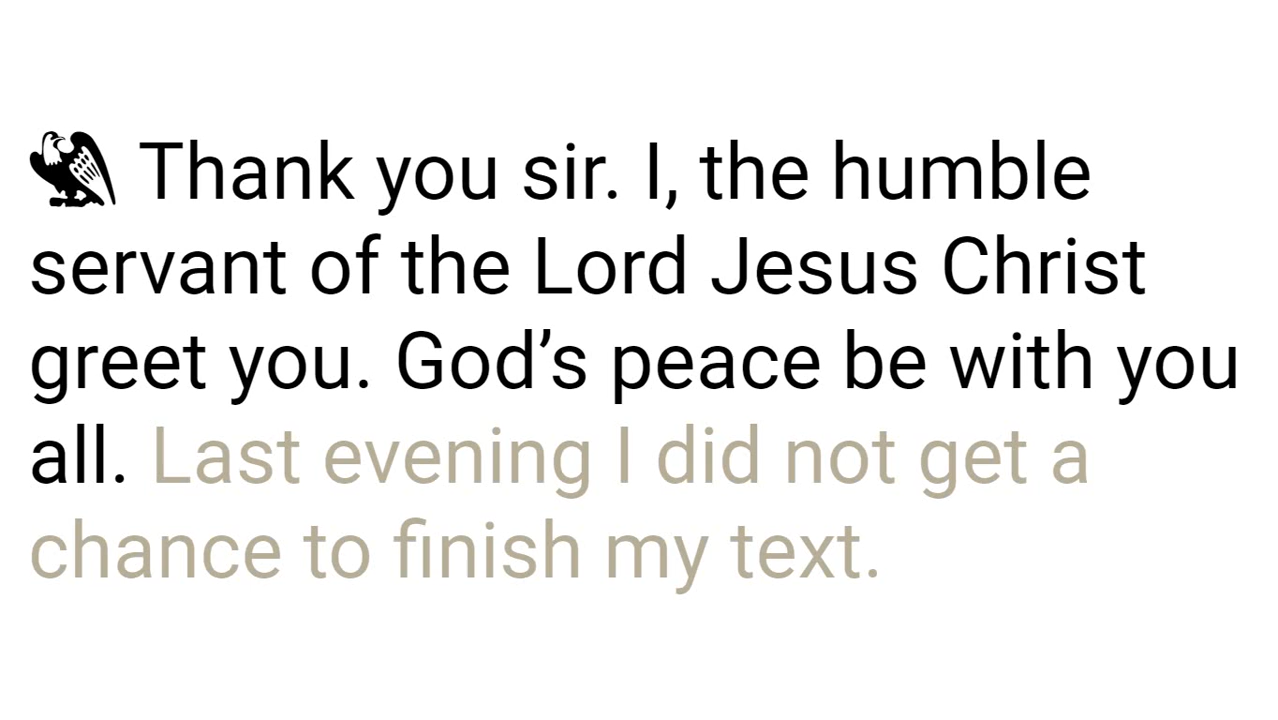 Thank you sir. I, the humble
servant of the Lord Jesus Christ
greet you. God’s peace be with you
all. Last evening I did not get a
chance to finish my text.